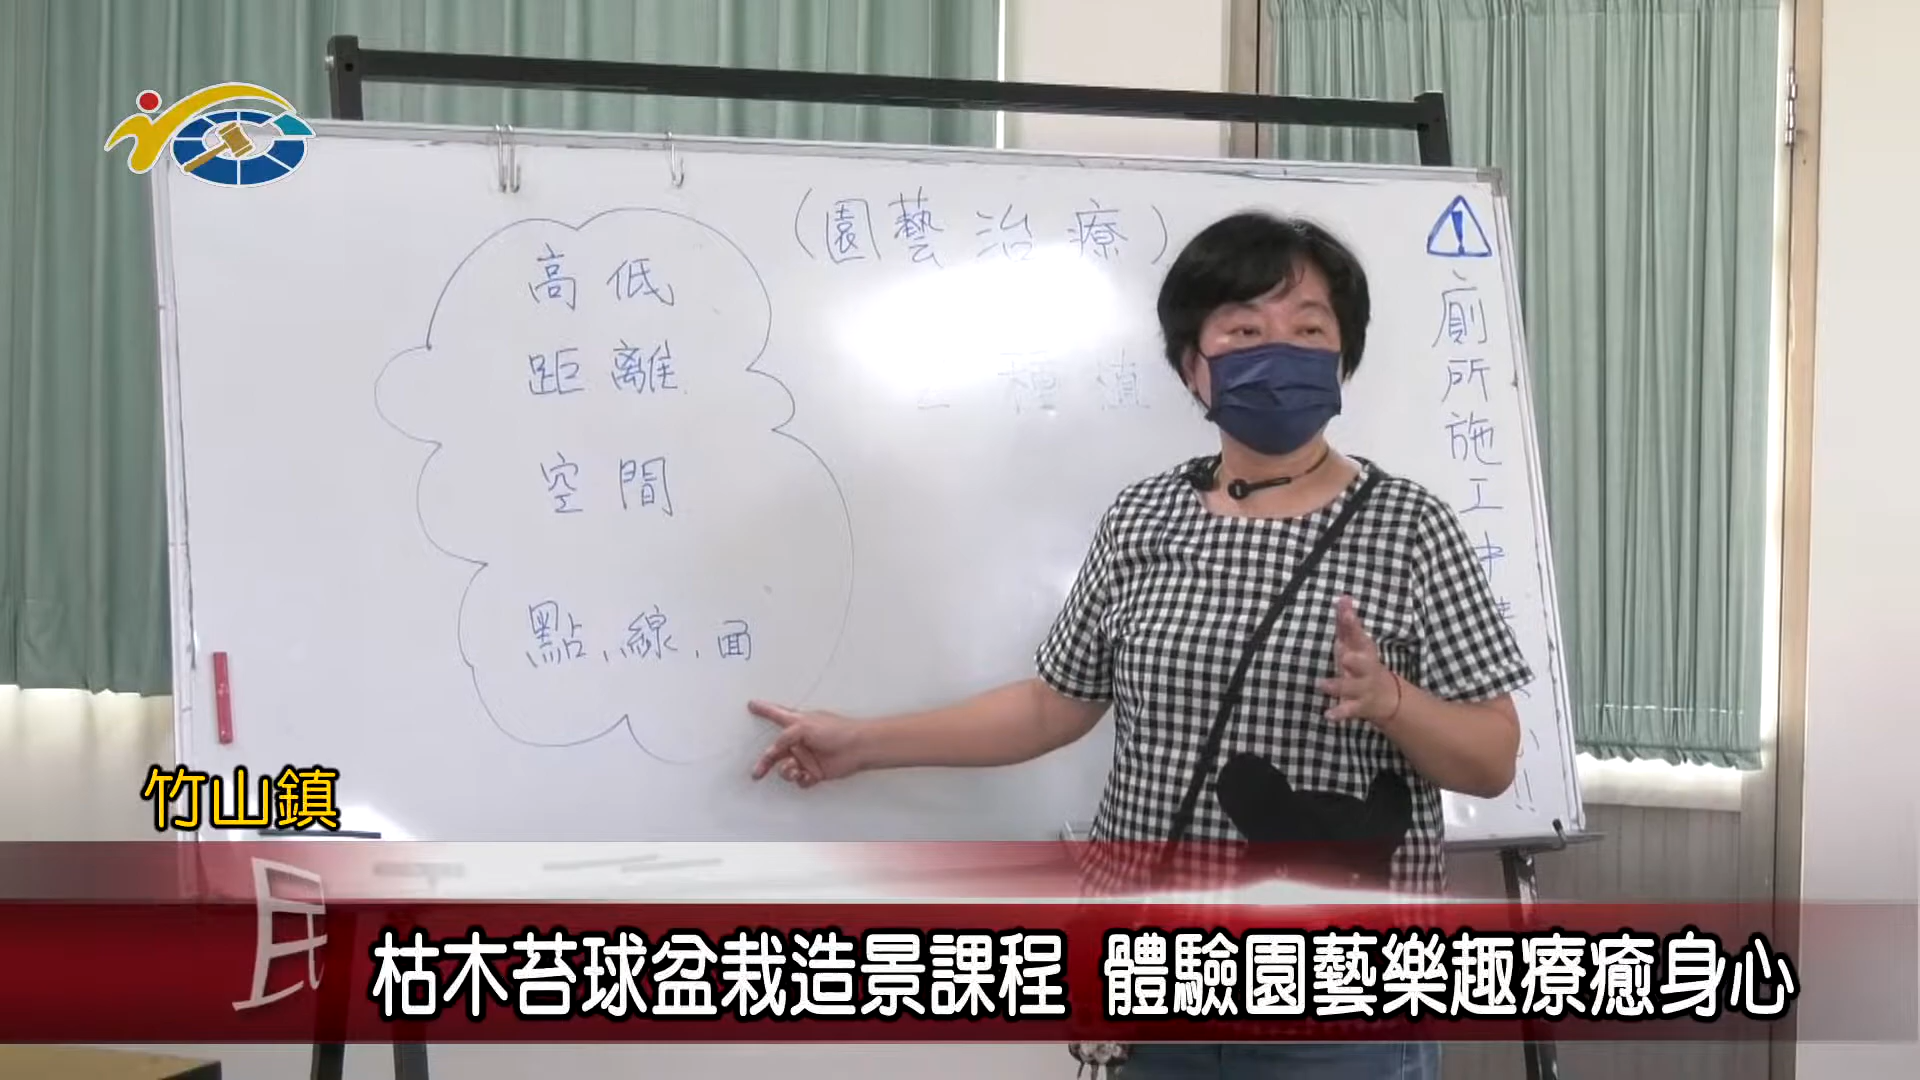 (園藝治療)
高低
距離
空間
點、線、面
種植
廁所施工中
!!
竹山鎮
民
枯木苔球盆栽造景課程 體驗園藝樂趣療癒身心